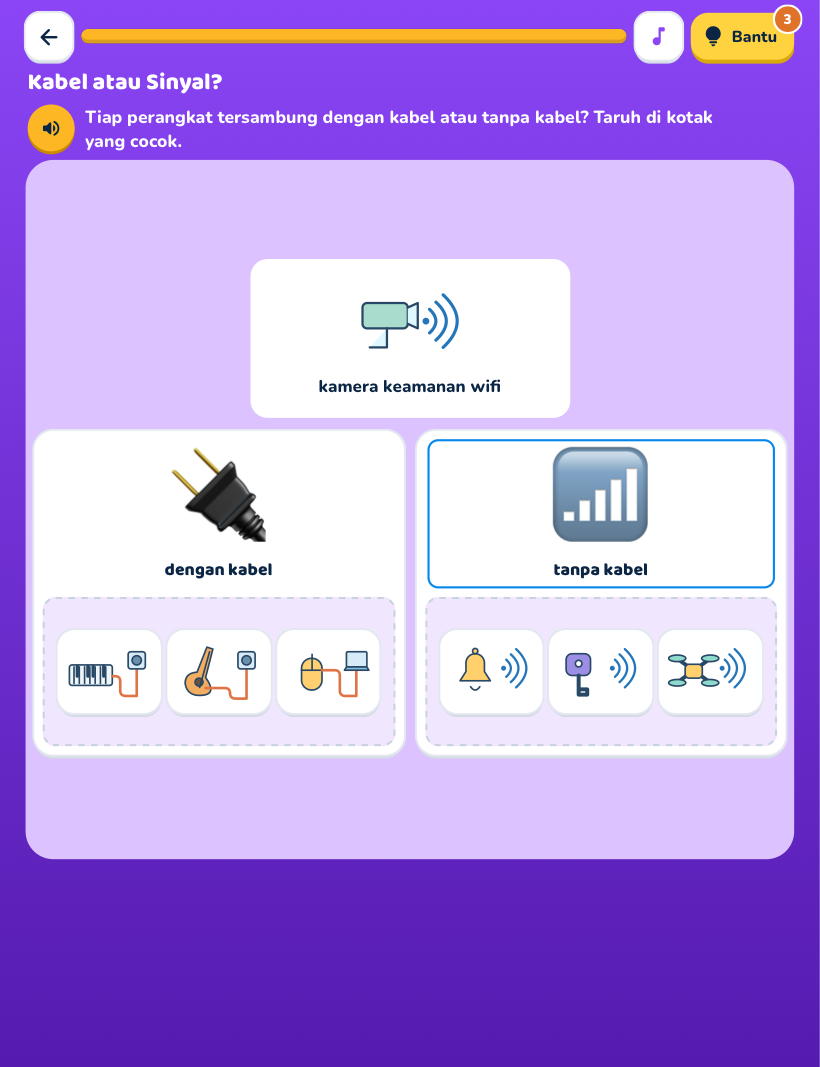 3
Bantu
Kabel atau Sinyal?
Tiap perangkat tersambung dengan kabel atau tanpa kabel? Taruh di kotak
yang cocok.
kamera keamanan wifi
dengan kabel
tanpa kabel